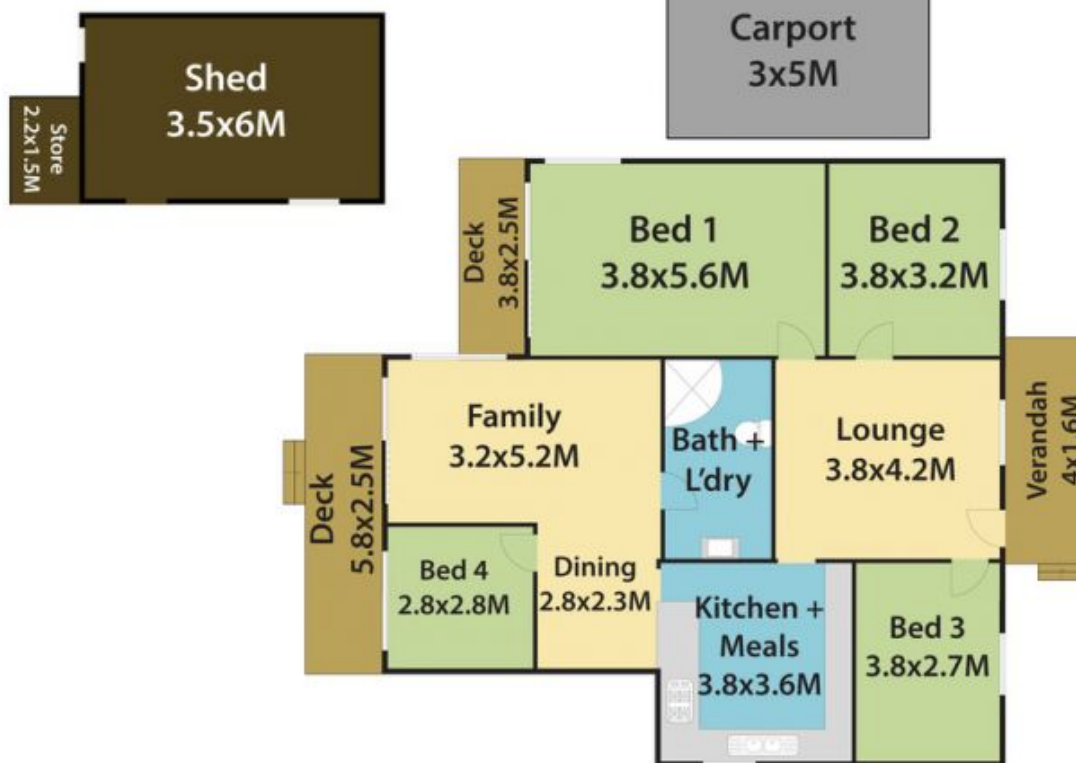 Carport
3x5M
Shed
3.5x6M
Store
2.2x1.5M
Deck
3.8x2.5M
Bed 1
3.8x5.6M
Bed 2
3.8x3.2M
Family
3.2x5.2M
Bath +
L'dry
Lounge
3.8x4.2M
Verandah
4x1.6M
Deck
5.8x2.5M
Bed 4
2.8x2.8M
Dining
2.8x2.3M
Kitchen +
Meals
3.8x3.6M
Bed 3
3.8x2.7M